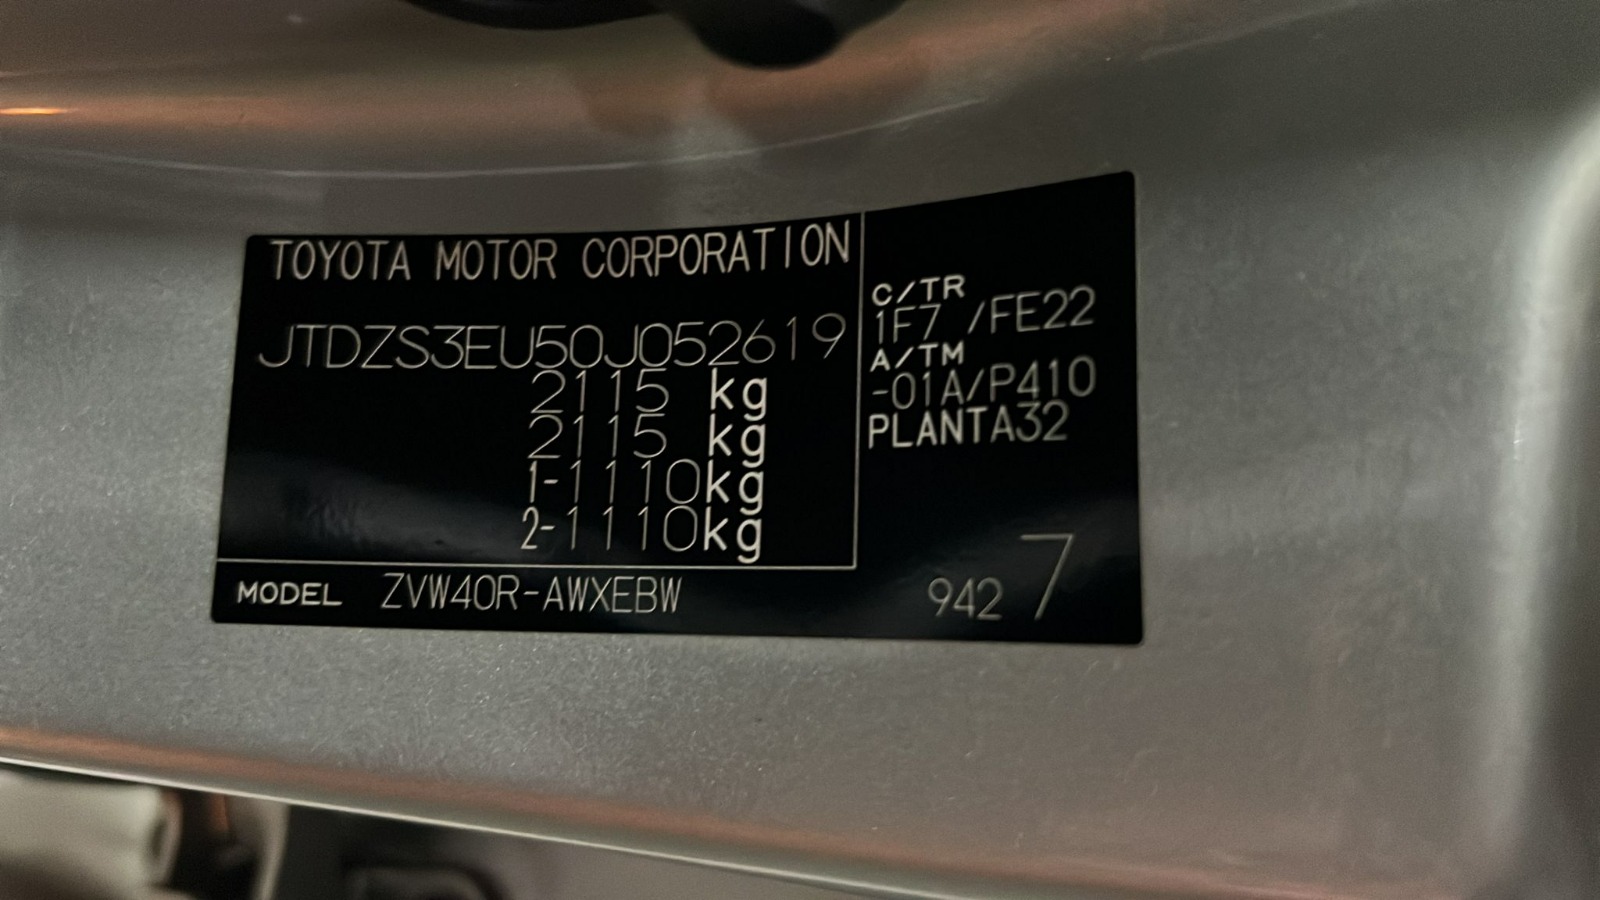 TOYOTA MOTOR CORPORATION
JTDZS3EU50J052619
2115 kg
2115 kg
1-1110kg
2-1110kg
MODEL ZVW40R-AWXEBW
C/TR
1F7 /FE22
A/TM
-01A/P410
PLANTA32
942 7